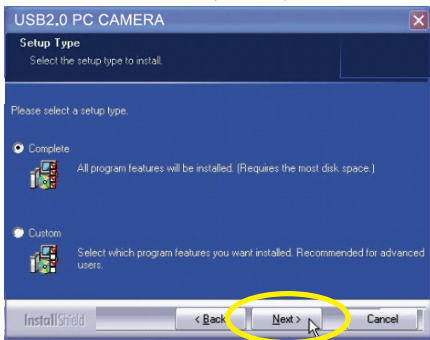 USB2.0 PC CAMERA
Setup Type
Select the setup type to install.
Please select a setup type.
Complete
All program features will be installed. (Requires the most disk space.)
Custom
Select which program features you want installed. Recommended for advanced
users.
InstallShield
< Back
Next >
Cancel